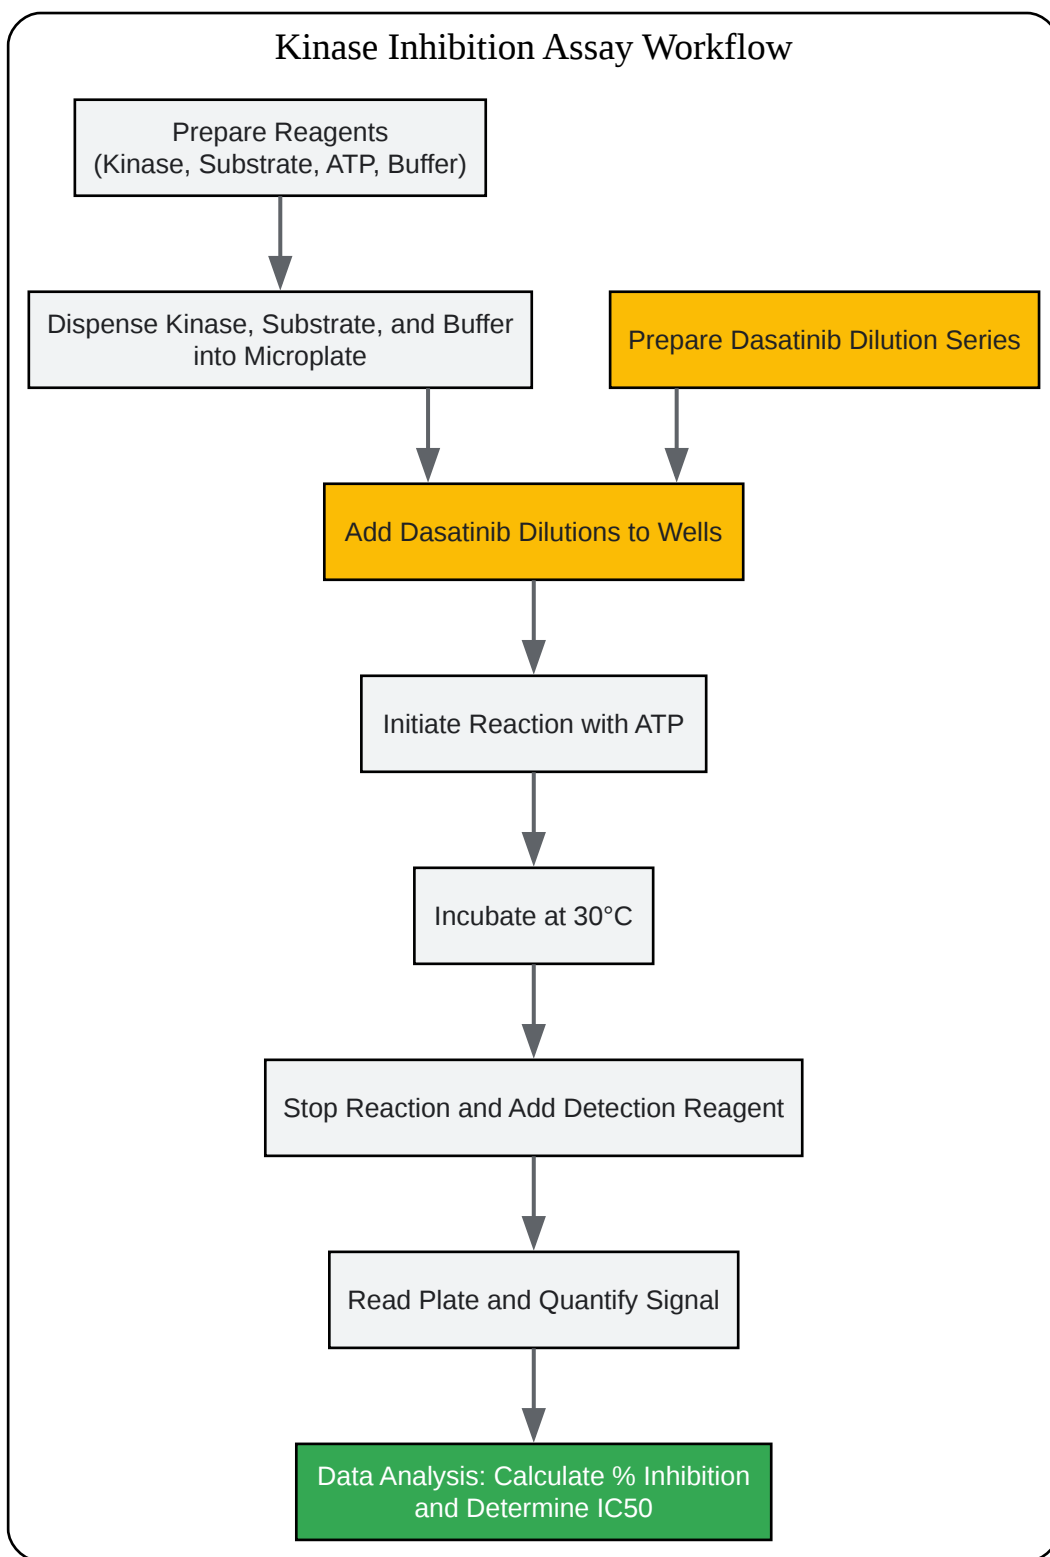 Kinase Inhibition Assay Workflow
Prepare Reagents
(Kinase, Substrate, ATP, Buffer)
Dispense Kinase, Substrate, and Buffer
into Microplate
Prepare Dasatinib Dilution Series
Add Dasatinib Dilutions to Wells
Initiate Reaction with ATP
Incubate at 30°C
Stop Reaction and Add Detection Reagent
Read Plate and Quantify Signal
Data Analysis: Calculate % Inhibition
and Determine IC50